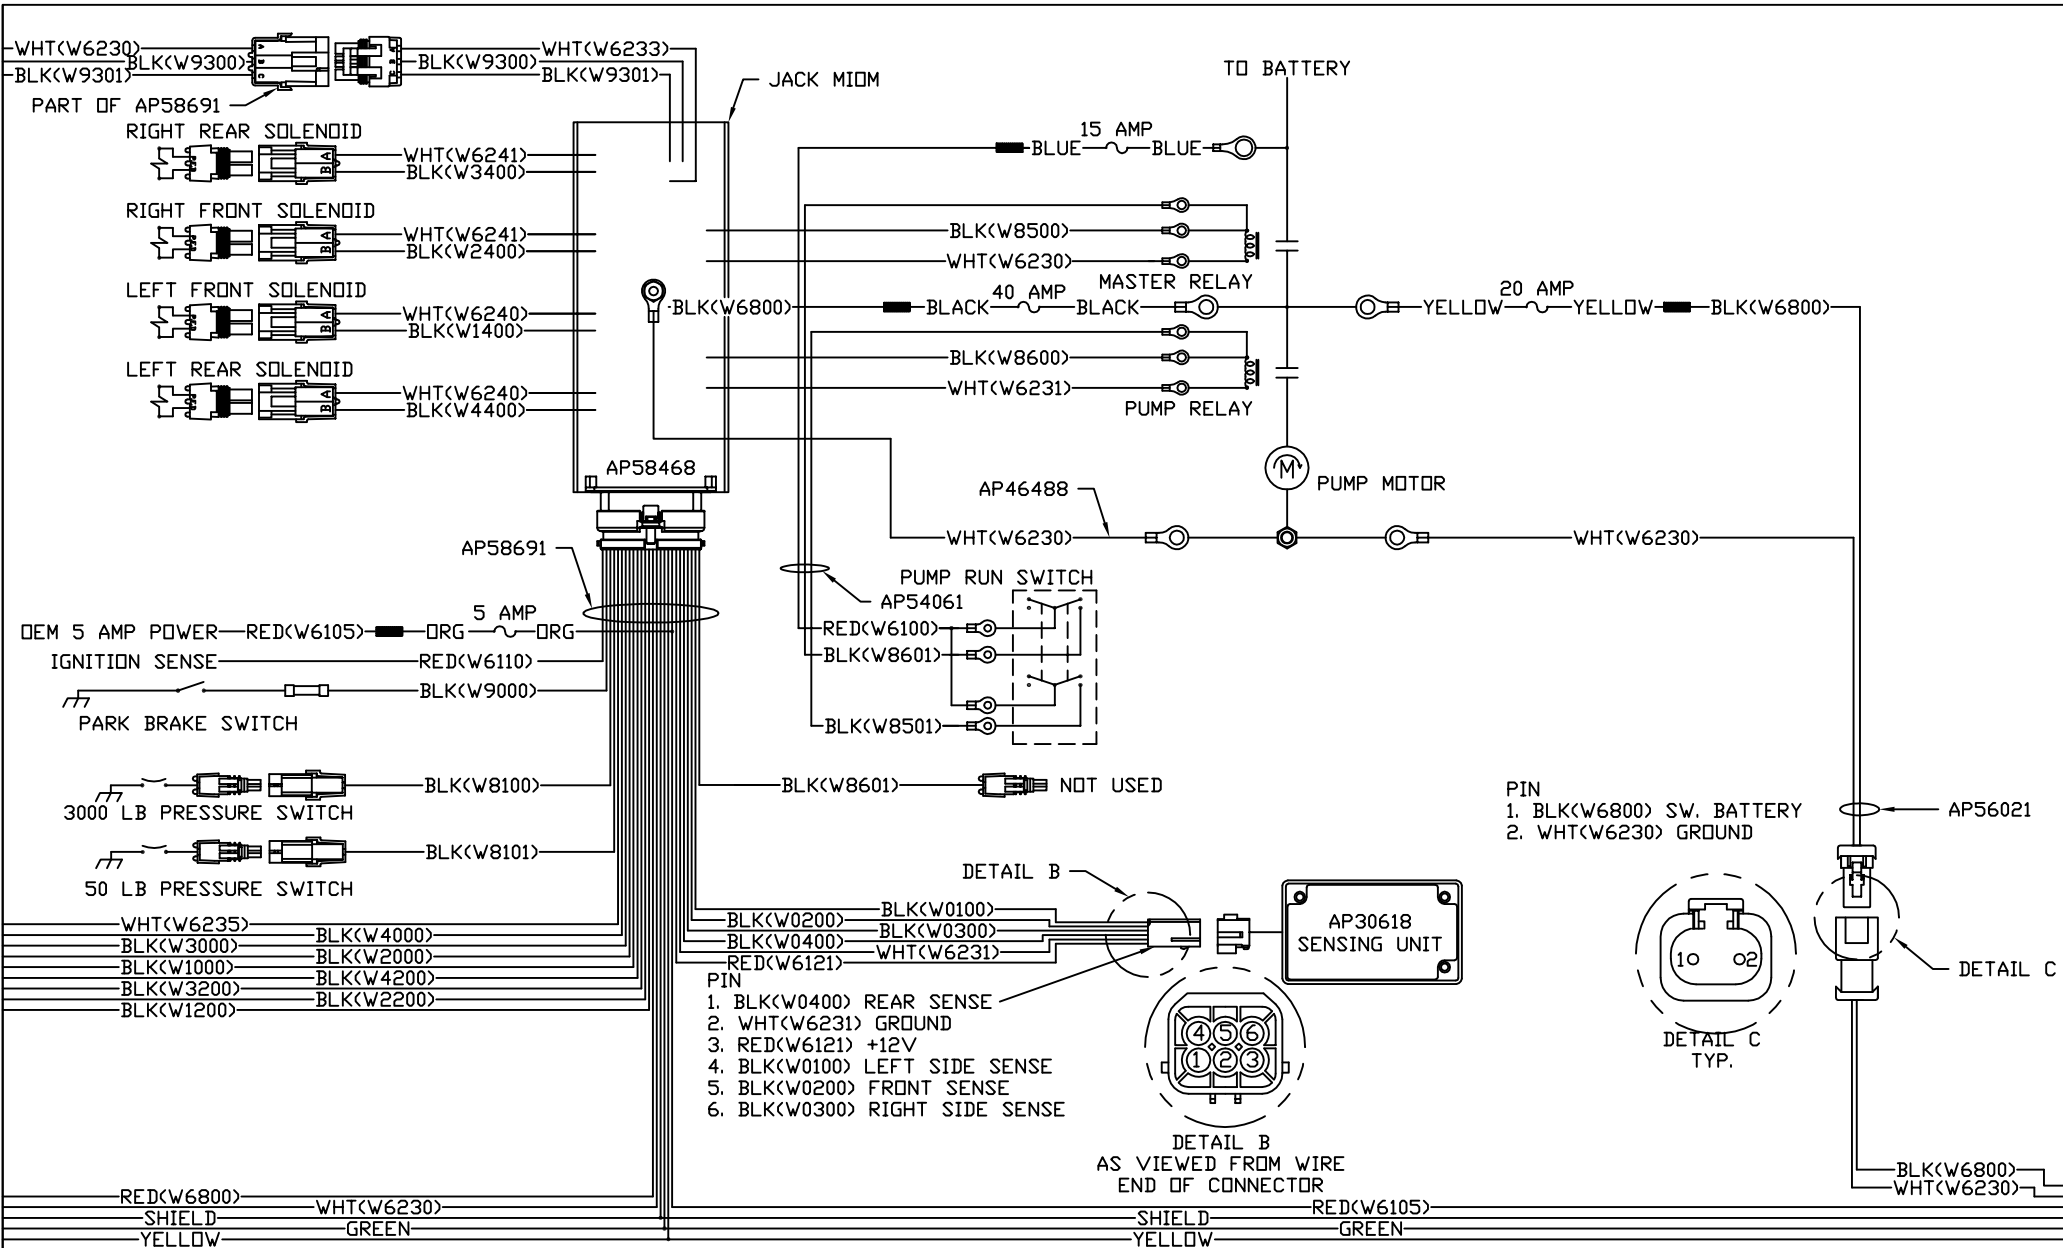 WHT(W6230)
BLK(W9300)
BLK(W9301)
PART OF AP58691
WHT(W6233)
BLK(W9300)
BLK(W9301)
JACK MIOM
TO BATTERY
RIGHT REAR SOLENOID
A
B
WHT(W6241)
BLK(W3400)
RIGHT FRONT SOLENOID
A
B
WHT(W6241)
BLK(W2400)
LEFT FRONT SOLENOID
A
B
WHT(W6240)
BLK(W1400)
LEFT REAR SOLENOID
A
B
WHT(W6240)
BLK(W4400)
AP58468
15 AMP
BLUE BLUE
BLK(W8500)
WHT(W6230)
MASTER RELAY
40 AMP
BLK(W6800) BLACK BLACK
20 AMP
YELLOW YELLOW BLK(W6800)
BLK(W8600)
WHT(W6231)
PUMP RELAY
M
PUMP MOTOR
AP46488
WHT(W6230)
WHT(W6230)
AP58691
AP54061
PUMP RUN SWITCH
RED(W6100)
BLK(W8601)
BLK(W8501)
5 AMP
OEM 5 AMP POWER RED(W6105) ORG ORG
IGNITION SENSE RED(W6110)
BLK(W9000)
PARK BRAKE SWITCH
BLK(W8100)
3000 LB PRESSURE SWITCH
BLK(W8101)
50 LB PRESSURE SWITCH
BLK(W8601) NOT USED
PIN
1. BLK(W6800) SW. BATTERY
2. WHT(W6230) GROUND
AP56021
DETAIL B
BLK(W0100)
BLK(W0200)
BLK(W0300)
BLK(W0400)
WHT(W6231)
RED(W6121)
AP30618
SENSING UNIT
WHT(W6235)
BLK(W4000)
BLK(W3000)
BLK(W2000)
BLK(W1000)
BLK(W4200)
BLK(W3200)
BLK(W2200)
BLK(W1200)
PIN
1. BLK(W0400) REAR SENSE
2. WHT(W6231) GROUND
3. RED(W6121) +12V
4. BLK(W0100) LEFT SIDE SENSE
5. BLK(W0200) FRONT SENSE
6. BLK(W0300) RIGHT SIDE SENSE
4 5 6
1 2 3
DETAIL B
AS VIEWED FROM WIRE
END OF CONNECTOR
1 2
DETAIL C
TYP.
DETAIL C
BLK(W6800)
WHT(W6230)
RED(W6800)
WHT(W6230)
SHIELD
GREEN
YELLOW
RED(W6105)
SHIELD
GREEN
YELLOW